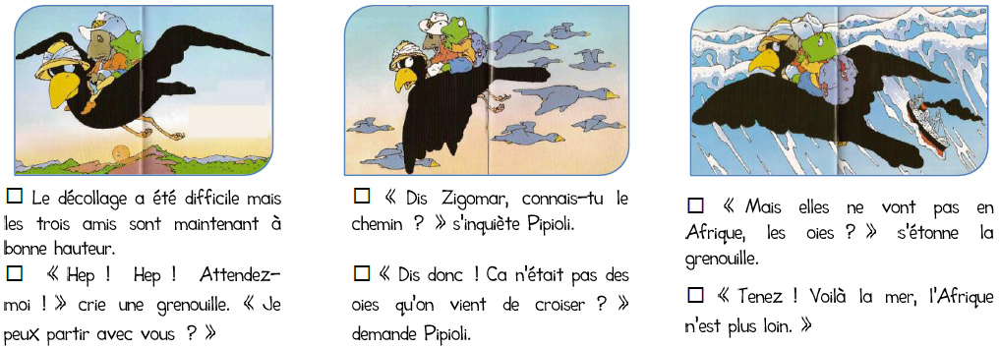 ☐ Le décollage a été difficile mais
les trois amis sont maintenant à
bonne hauteur.
☐ « Hep ! Hep ! Attendez-
moi ! » crie une grenouille. « Je
peux partir avec vous ? »
☐ « Dis Zigomar, connais-tu le
chemin ? » s'inquiète Pipioli.
☐ « Dis donc ! Ca n'était pas des
oies qu'on vient de croiser ? »
demande Pipioli.
☐ « Mais elles ne vont pas en
Afrique, les oies ? » s'étonne la
grenouille.
☐ « Tenez ! Voilà la mer, l'Afrique
n'est plus loin. »